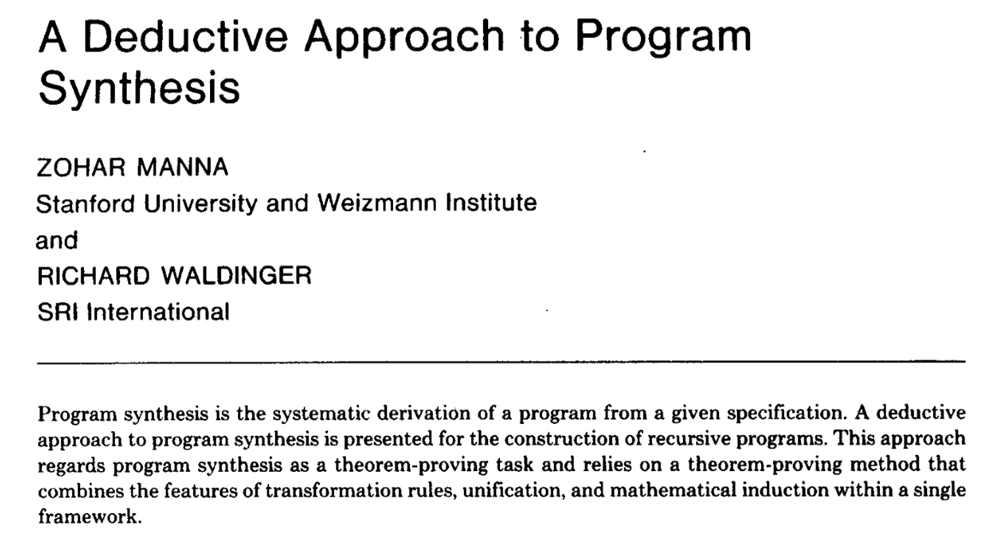 A Deductive Approach to Program
Synthesis
ZOHAR MANNA
Stanford University and Weizmann Institute
and
RICHARD WALDINGER
SRI International
Program synthesis is the systematic derivation of a program from a given specification. A deductive
approach to program synthesis is presented for the construction of recursive programs. This approach
regards program synthesis as a theorem-proving task and relies on a theorem-proving method that
combines the features of transformation rules, unification, and mathematical induction within a single
framework.